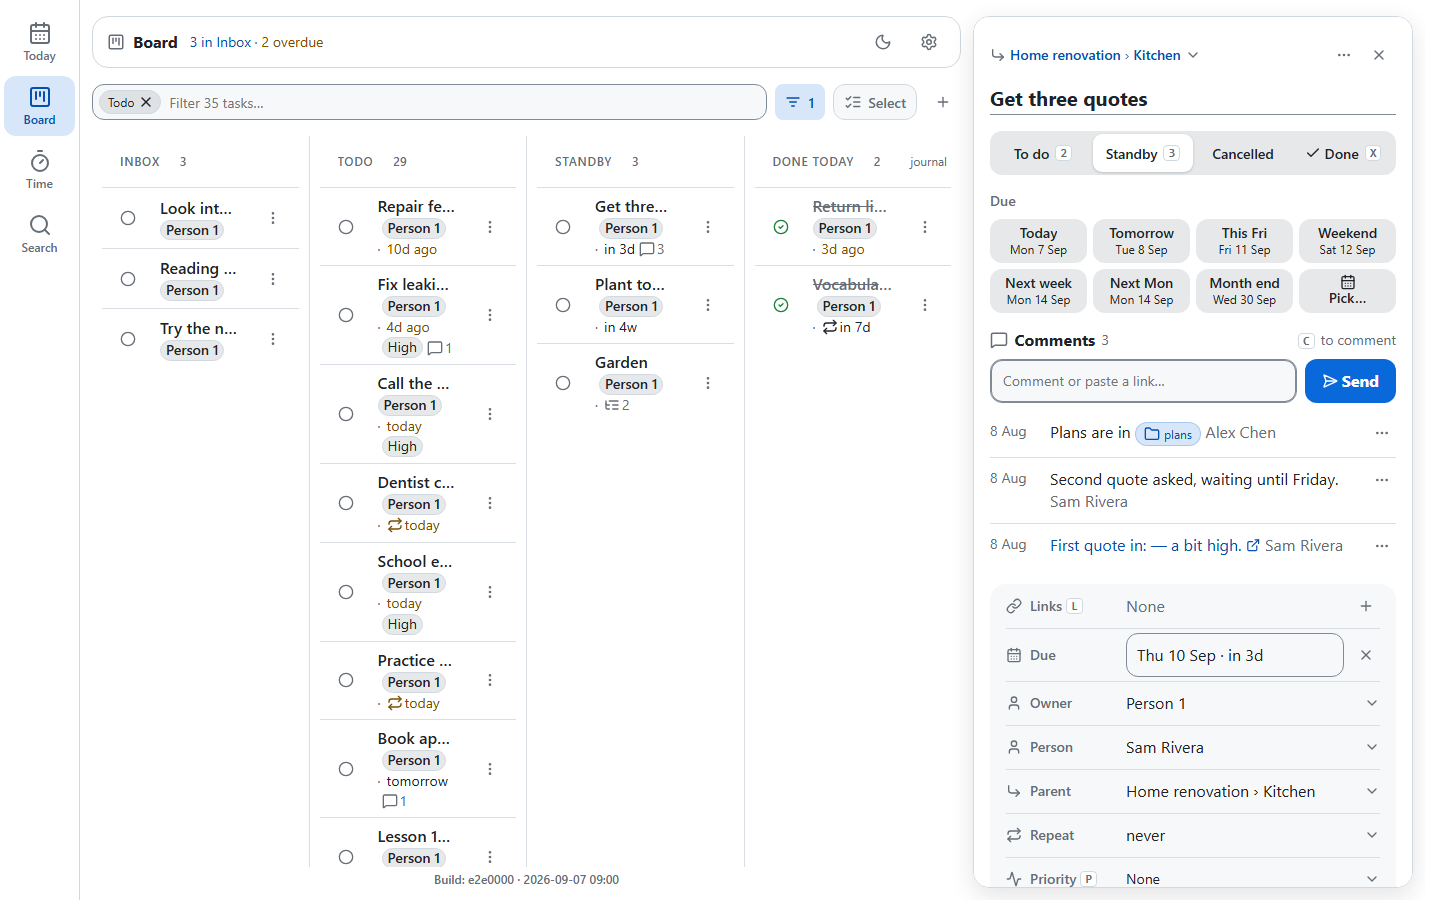 Today
Board
Time
Search
Board 3 in Inbox · 2 overdue
Todo Filter 35 tasks...
1
Select
INBOX 3
Look int...
Person 1
Reading ...
Person 1
Try the n...
Person 1
TODO 29
Repair fe...
Person 1
· 10d ago
Fix leaki...
Person 1
· 4d ago
High 1
Call the ...
Person 1
· today
High
Dentist c...
Person 1
· today
School e...
Person 1
· today
High
Practice ...
Person 1
· today
Book ap...
Person 1
· tomorrow
1
Lesson 1...
Person 1
STANDBY 3
Get thre...
Person 1
· in 3d 3
Plant to...
Person 1
· in 4w
Garden
Person 1
· 2
DONE TODAY 2 journal
Return li...
Person 1
· 3d ago
Vocabula...
Person 1
· in 7d
Build: e2e0000 · 2026-09-07 09:00
Home renovation › Kitchen
Get three quotes
To do 2 Standby 3 Cancelled Done X
Due
Today Tomorrow This Fri Weekend
Mon 7 Sep Tue 8 Sep Fri 11 Sep Sat 12 Sep
Next week Next Mon Month end Pick...
Mon 14 Sep Mon 14 Sep Wed 30 Sep
Comments 3 C to comment
Comment or paste a link... Send
8 Aug Plans are in plans Alex Chen
8 Aug Second quote asked, waiting until Friday.
Sam Rivera
8 Aug First quote in: — a bit high. Sam Rivera
Links L None
Due Thu 10 Sep · in 3d
Owner Person 1
Person Sam Rivera
Parent Home renovation › Kitchen
Repeat never
Priority P None